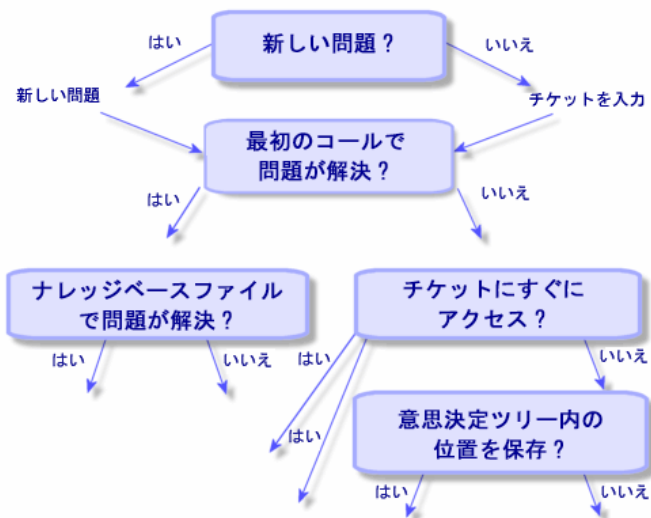 はい
新しい問題？
いいえ
新しい問題
チケットを入力
最初のコールで
問題が解決？
はい
いいえ
ナレッジベースファイル
で問題が解決？
チケットにすぐに
アクセス？
はい
いいえ
はい
いいえ
はい
意思決定ツリー内の
位置を保存？
はい
いいえ